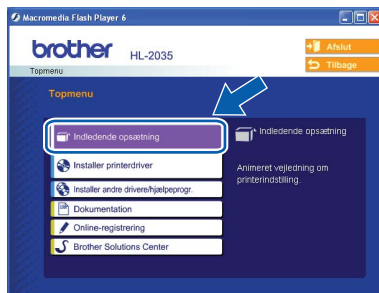 Macromedia Flash Player 6
brother HL-2035
Afslut
Tilbage
Topmenu
Topmenu
Indledende opsætning
Installer printerdriver
Installer andre drivere/hjælpeprogr.
Dokumentation
Online-registrering
Brother Solutions Center
Indledende opsætning
Animeret vejledning om
printerindstilling.